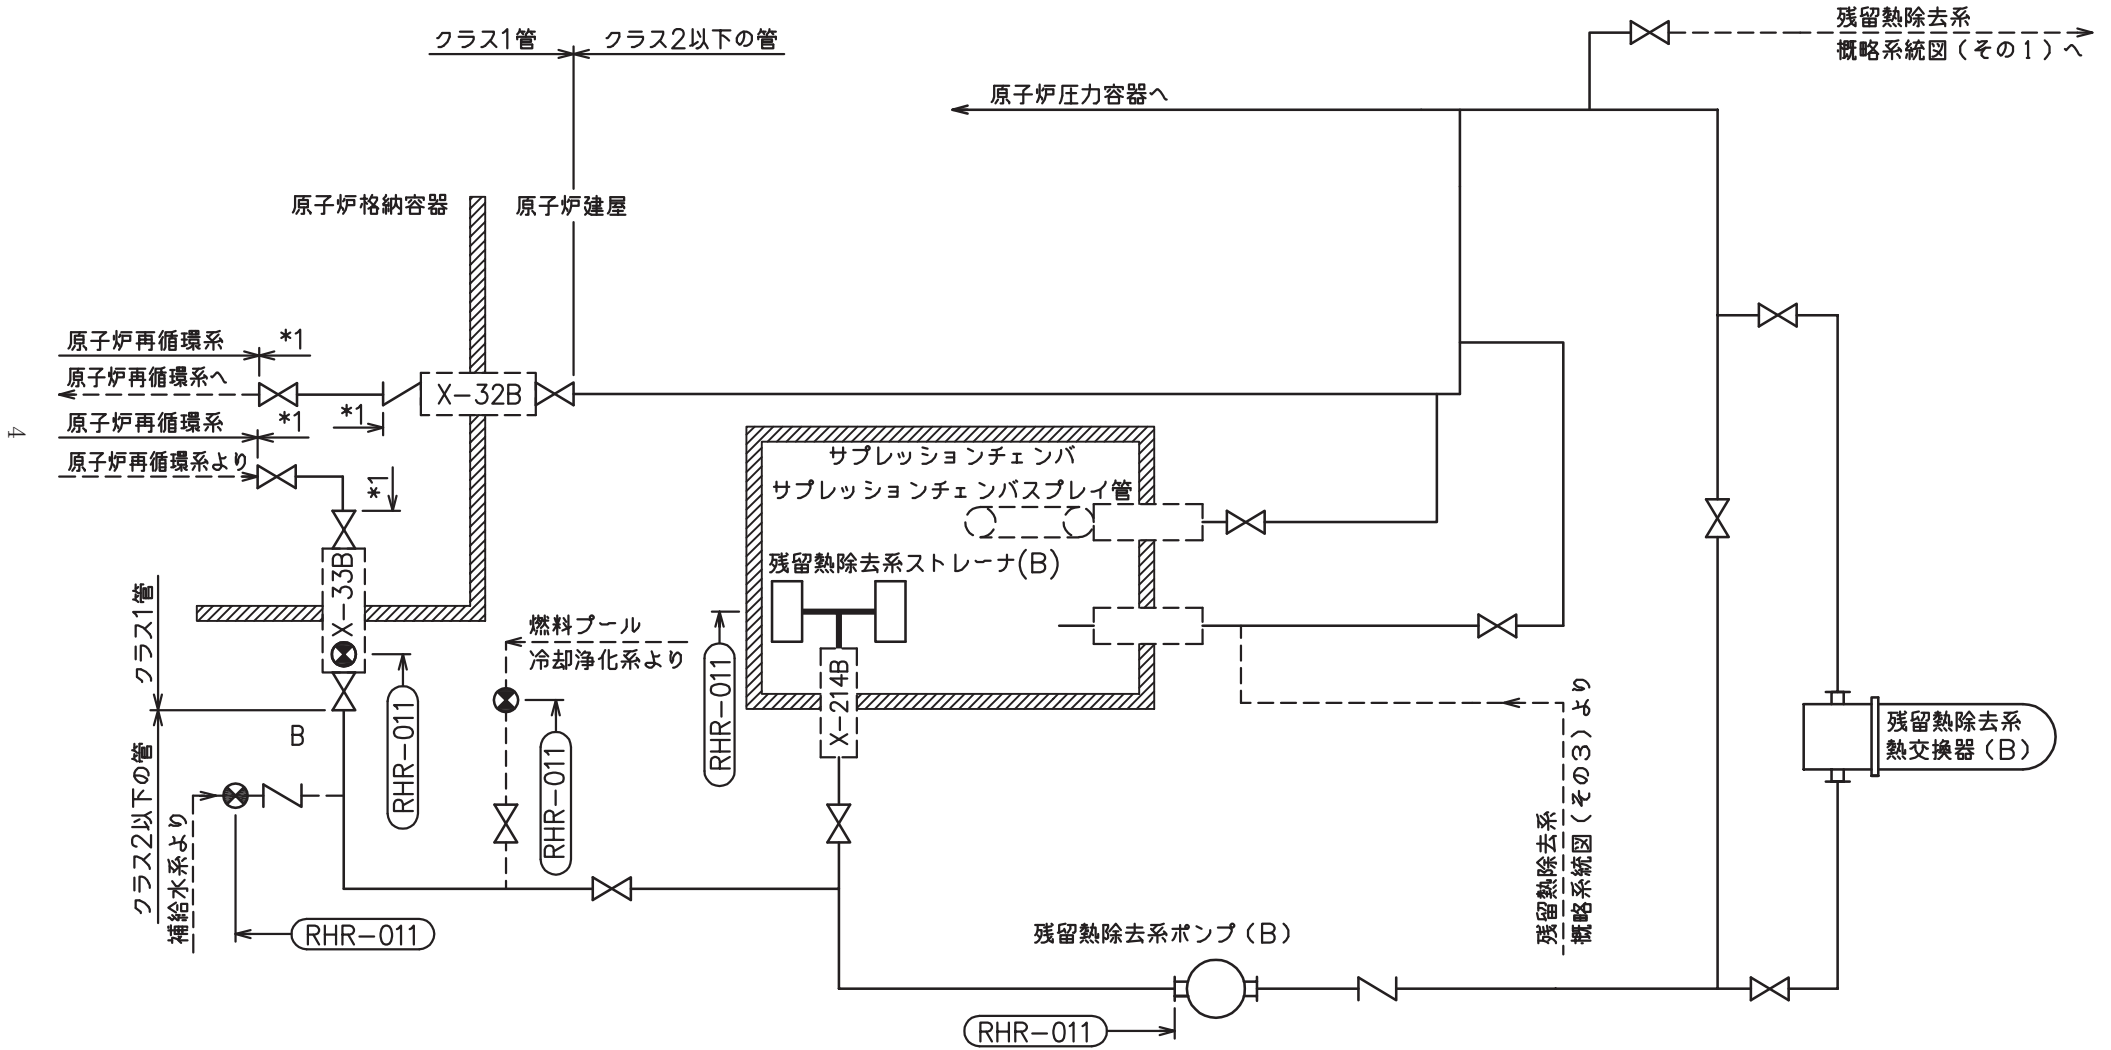 クラス1管
クラス2以下の管
残留熱除去系
概略系統図（その１）へ
原子炉圧力容器へ
原子炉格納容器
原子炉建屋
原子炉再循環系
*1
原子炉再循環系へ
X-32B
*1
原子炉再循環系
*1
原子炉再循環系より
*1
サプレッションチェンバ
サプレッションチェンバスプレイ管
残留熱除去系ストレーナ(B)
X-33B
クラス1管
燃料プール
冷却浄化系より
RHR-011
X-214B
B
RHR-011
RHR-011
クラス2以下の管
補給水系より
RHR-011
残留熱除去系
概略系統図（その３）より
残留熱除去系
熱交換器（B）
残留熱除去系ポンプ（B）
RHR-011
4